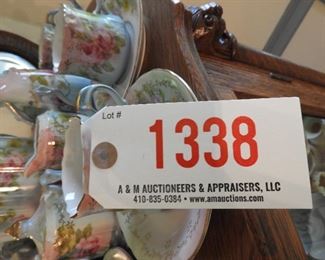 Lot #
1338
A & M AUCTIONEERS & APPRAISERS, LLC
410-835-0384 • www.amauctions.com